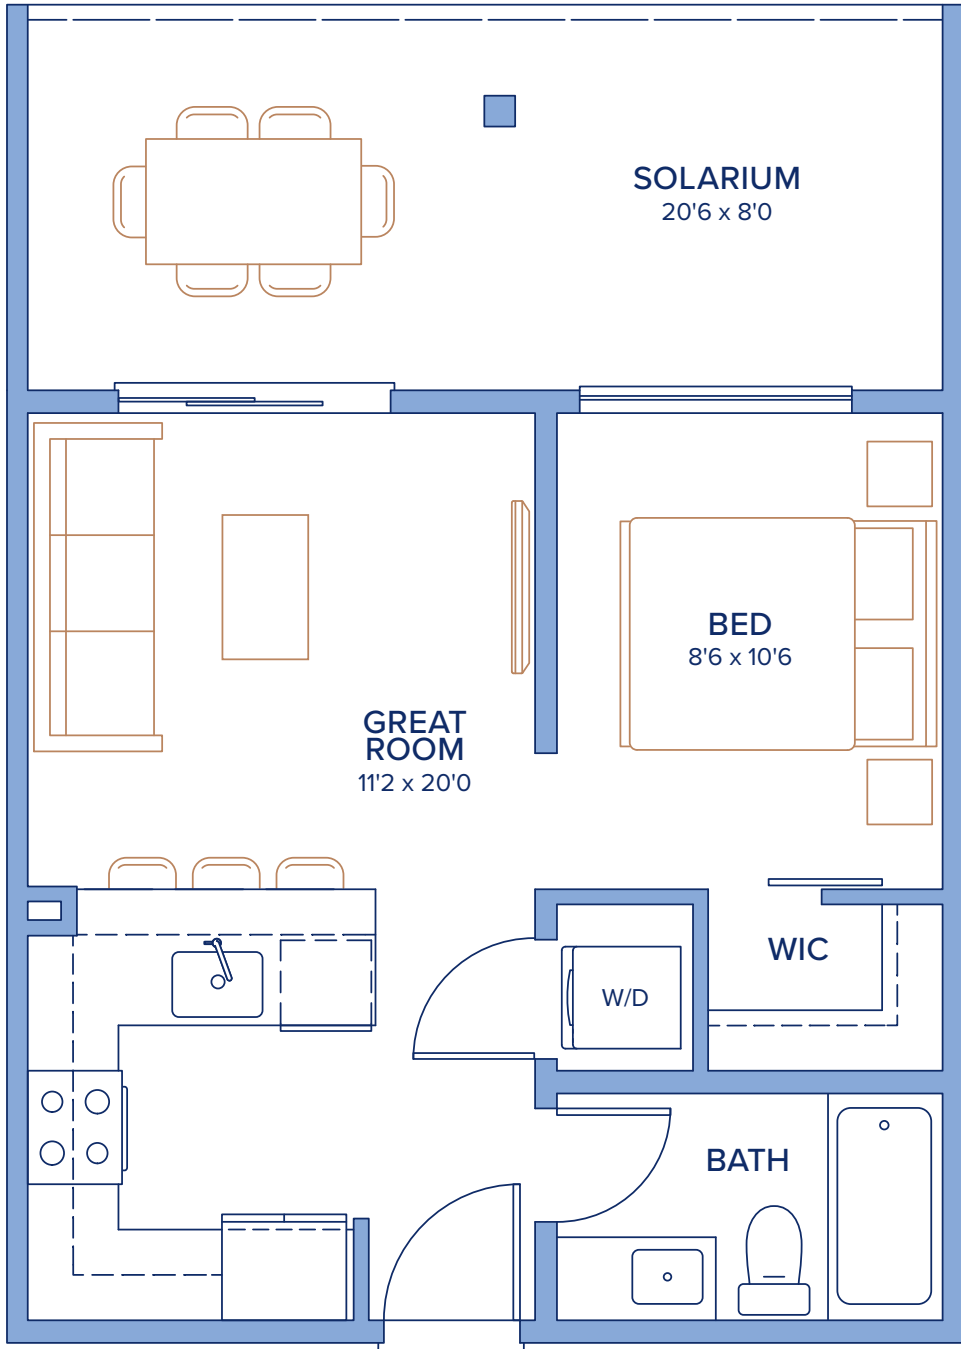 SOLARIUM
20'6 x 8'0
BED
8'6 x 10'6
GREAT
ROOM
11'2 x 20'0
WIC
W/D
BATH